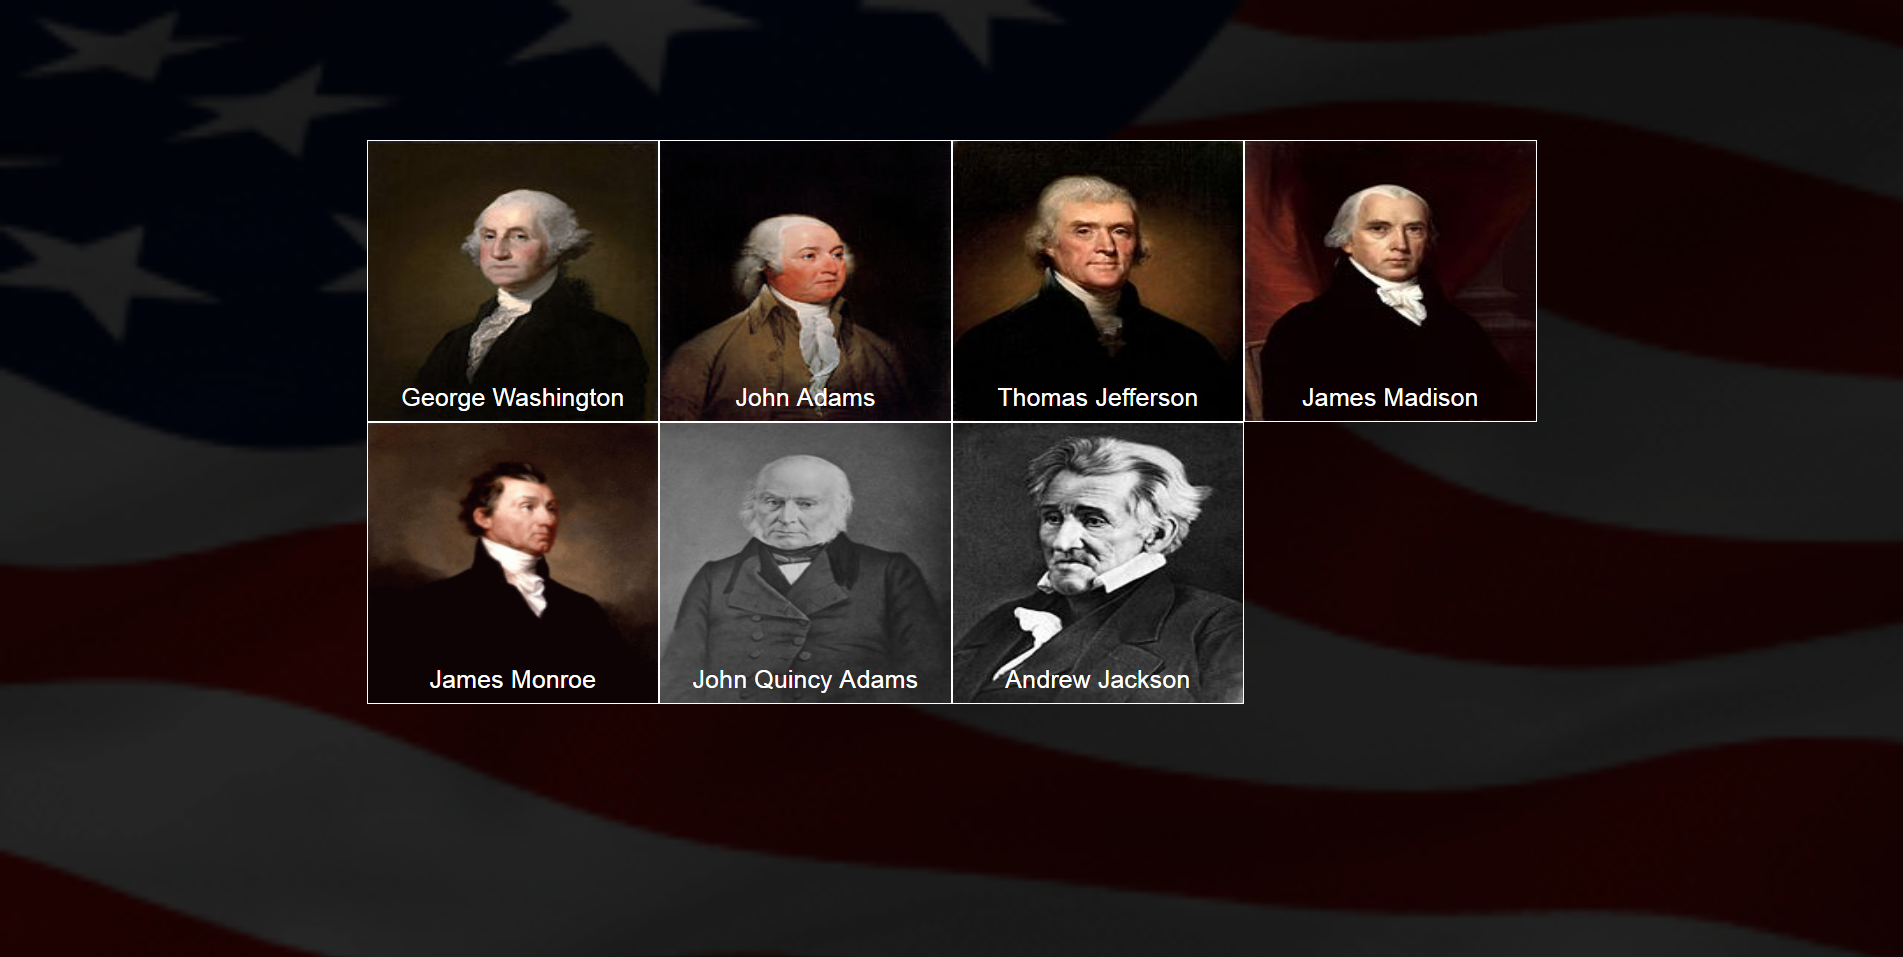 George Washington
John Adams
Thomas Jefferson
James Madison
James Monroe
John Quincy Adams
Andrew Jackson